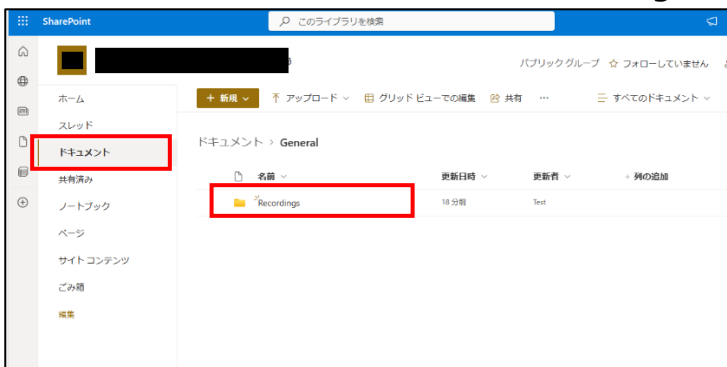 SharePoint
このライブラリを検索
パブリック グループ ☆ フォローしていません
ホーム
+ 新規 アップロード グリッド ビューでの編集 共有 … すべてのドキュメント
スレッド
ドキュメント
ドキュメント > General
共有済み
名前 更新日時 更新者 + 列の追加
ノートブック
Recordings 18 分前 Test
ページ
サイト コンテンツ
ごみ箱
編集